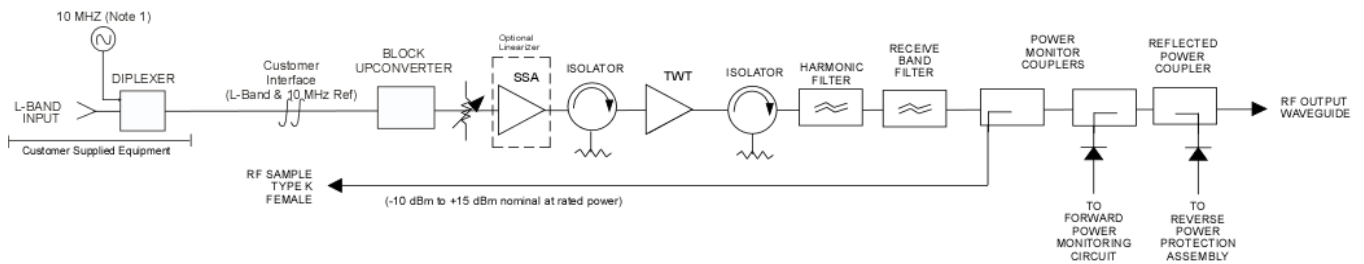 10 MHZ (Note 1)
DIPLEXER
L-BAND
INPUT
Customer Supplied Equipment
Customer
Interface
(L-Band & 10 MHz Ref)
BLOCK
UPCONVERTER
Optional
Linearizer
SSA
ISOLATOR
TWT
ISOLATOR
HARMONIC
FILTER
RECEIVE
BAND
FILTER
POWER
MONITOR
COUPLERS
REFLECTED
POWER
COUPLER
RF OUTPUT
WAVEGUIDE
RF SAMPLE
TYPE K
FEMALE
(-10 dBm to +15 dBm nominal at rated power)
TO
FORWARD
POWER
MONITORING
CIRCUIT
TO
REVERSE
POWER
PROTECTION
ASSEMBLY